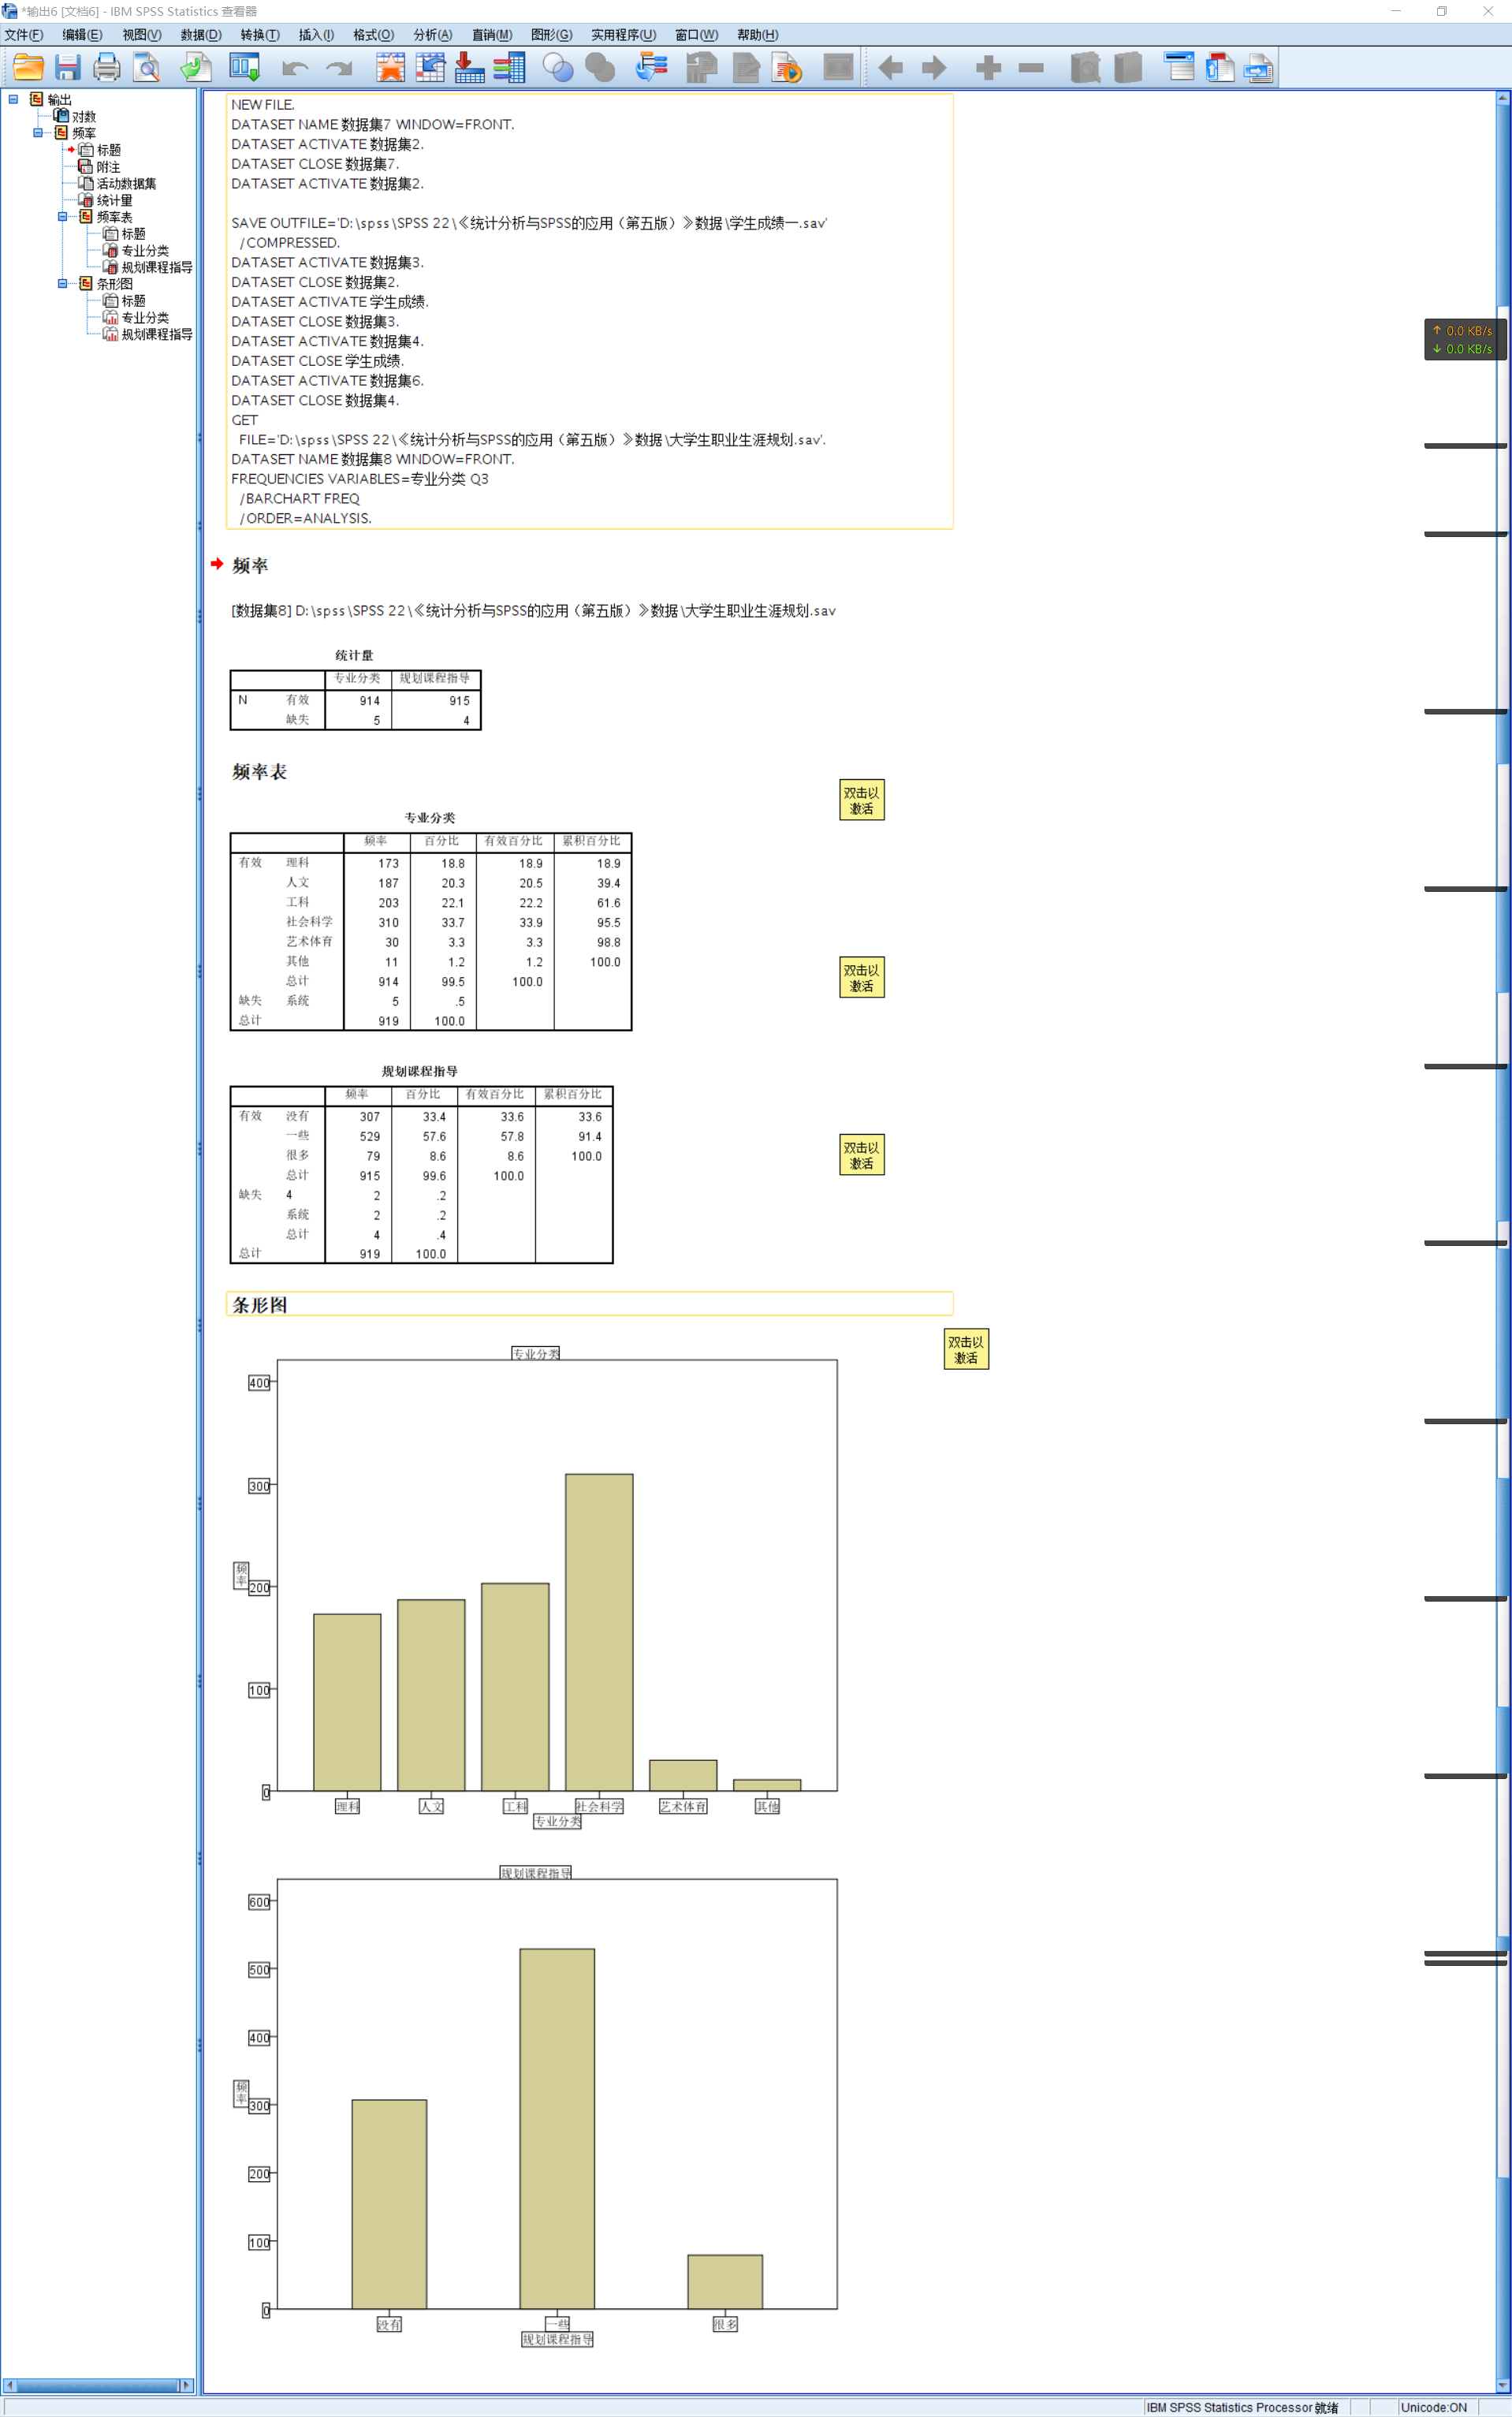 *输出6 [文档6] - IBM SPSS Statistics 查看器
文件(F) 编辑(E) 视图(V) 数据(D) 转换(T) 插入(I) 格式(O) 分析(A) 直销(M) 图形(G) 实用程序(U) 窗口(W) 帮助(H)
输出
对数
频率
标题
附注
活动数据集
统计量
频率表
标题
专业分类
规划课程指导
条形图
标题
专业分类
规划课程指导
NEW FILE.
DATASET NAME 数据集7 WINDOW=FRONT.
DATASET ACTIVATE 数据集2.
DATASET CLOSE 数据集7.
DATASET ACTIVATE 数据集2.
SAVE OUTFILE='D:\spss\SPSS 22\《统计分析与SPSS的应用（第五版）》数据\学生成绩一.sav'
/COMPRESSED.
DATASET ACTIVATE 数据集3.
DATASET CLOSE 数据集2.
DATASET ACTIVATE 学生成绩.
DATASET CLOSE 数据集3.
DATASET ACTIVATE 数据集4.
DATASET CLOSE 学生成绩.
DATASET ACTIVATE 数据集6.
DATASET CLOSE 数据集4.
GET
FILE='D:\spss\SPSS 22\《统计分析与SPSS的应用（第五版）》数据\大学生职业生涯规划.sav'.
DATASET NAME 数据集8 WINDOW=FRONT.
FREQUENCIES VARIABLES=专业分类 Q3
/BARCHART FREQ
/ORDER=ANALYSIS.
↑ 0.0 KB/s
↓ 0.0 KB/s
频率
[数据集8] D:\spss\SPSS 22\《统计分析与SPSS的应用（第五版）》数据\大学生职业生涯规划.sav
统计量
专业分类 规划课程指导
N 有效 914 915
缺失 5 4
频率表
双击以
激活
专业分类
频率 百分比 有效百分比 累积百分比
有效 理科 173 18.8 18.9 18.9
人文 187 20.3 20.5 39.4
工科 203 22.1 22.2 61.6
社会科学 310 33.7 33.9 95.5
艺术体育 30 3.3 3.3 98.8
其他 11 1.2 1.2 100.0
总计 914 99.5 100.0
缺失 系统 5 .5
总计 919 100.0
双击以
激活
规划课程指导
频率 百分比 有效百分比 累积百分比
有效 没有 307 33.4 33.6 33.6
一些 529 57.6 57.8 91.4
很多 79 8.6 8.6 100.0
总计 915 99.6 100.0
缺失 4 2 .2
系统 2 .2
总计 4 .4
总计 919 100.0
双击以
激活
条形图
双击以
激活
专业分类
400
300
频率
200
100
0
理科 人文 工科 社会科学 艺术体育 其他
专业分类
规划课程指导
600
500
400
频率
300
200
100
0
没有 一些 很多
规划课程指导
IBM SPSS Statistics Processor 就绪 Unicode:ON